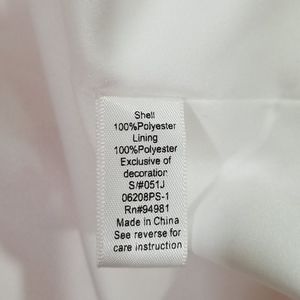 Shell
100%Polyester
Lining
100%Polyester
Exclusive of
decoration
S/#051J
06208PS-1
Rn#94981
Made in China
See reverse for
care instruction